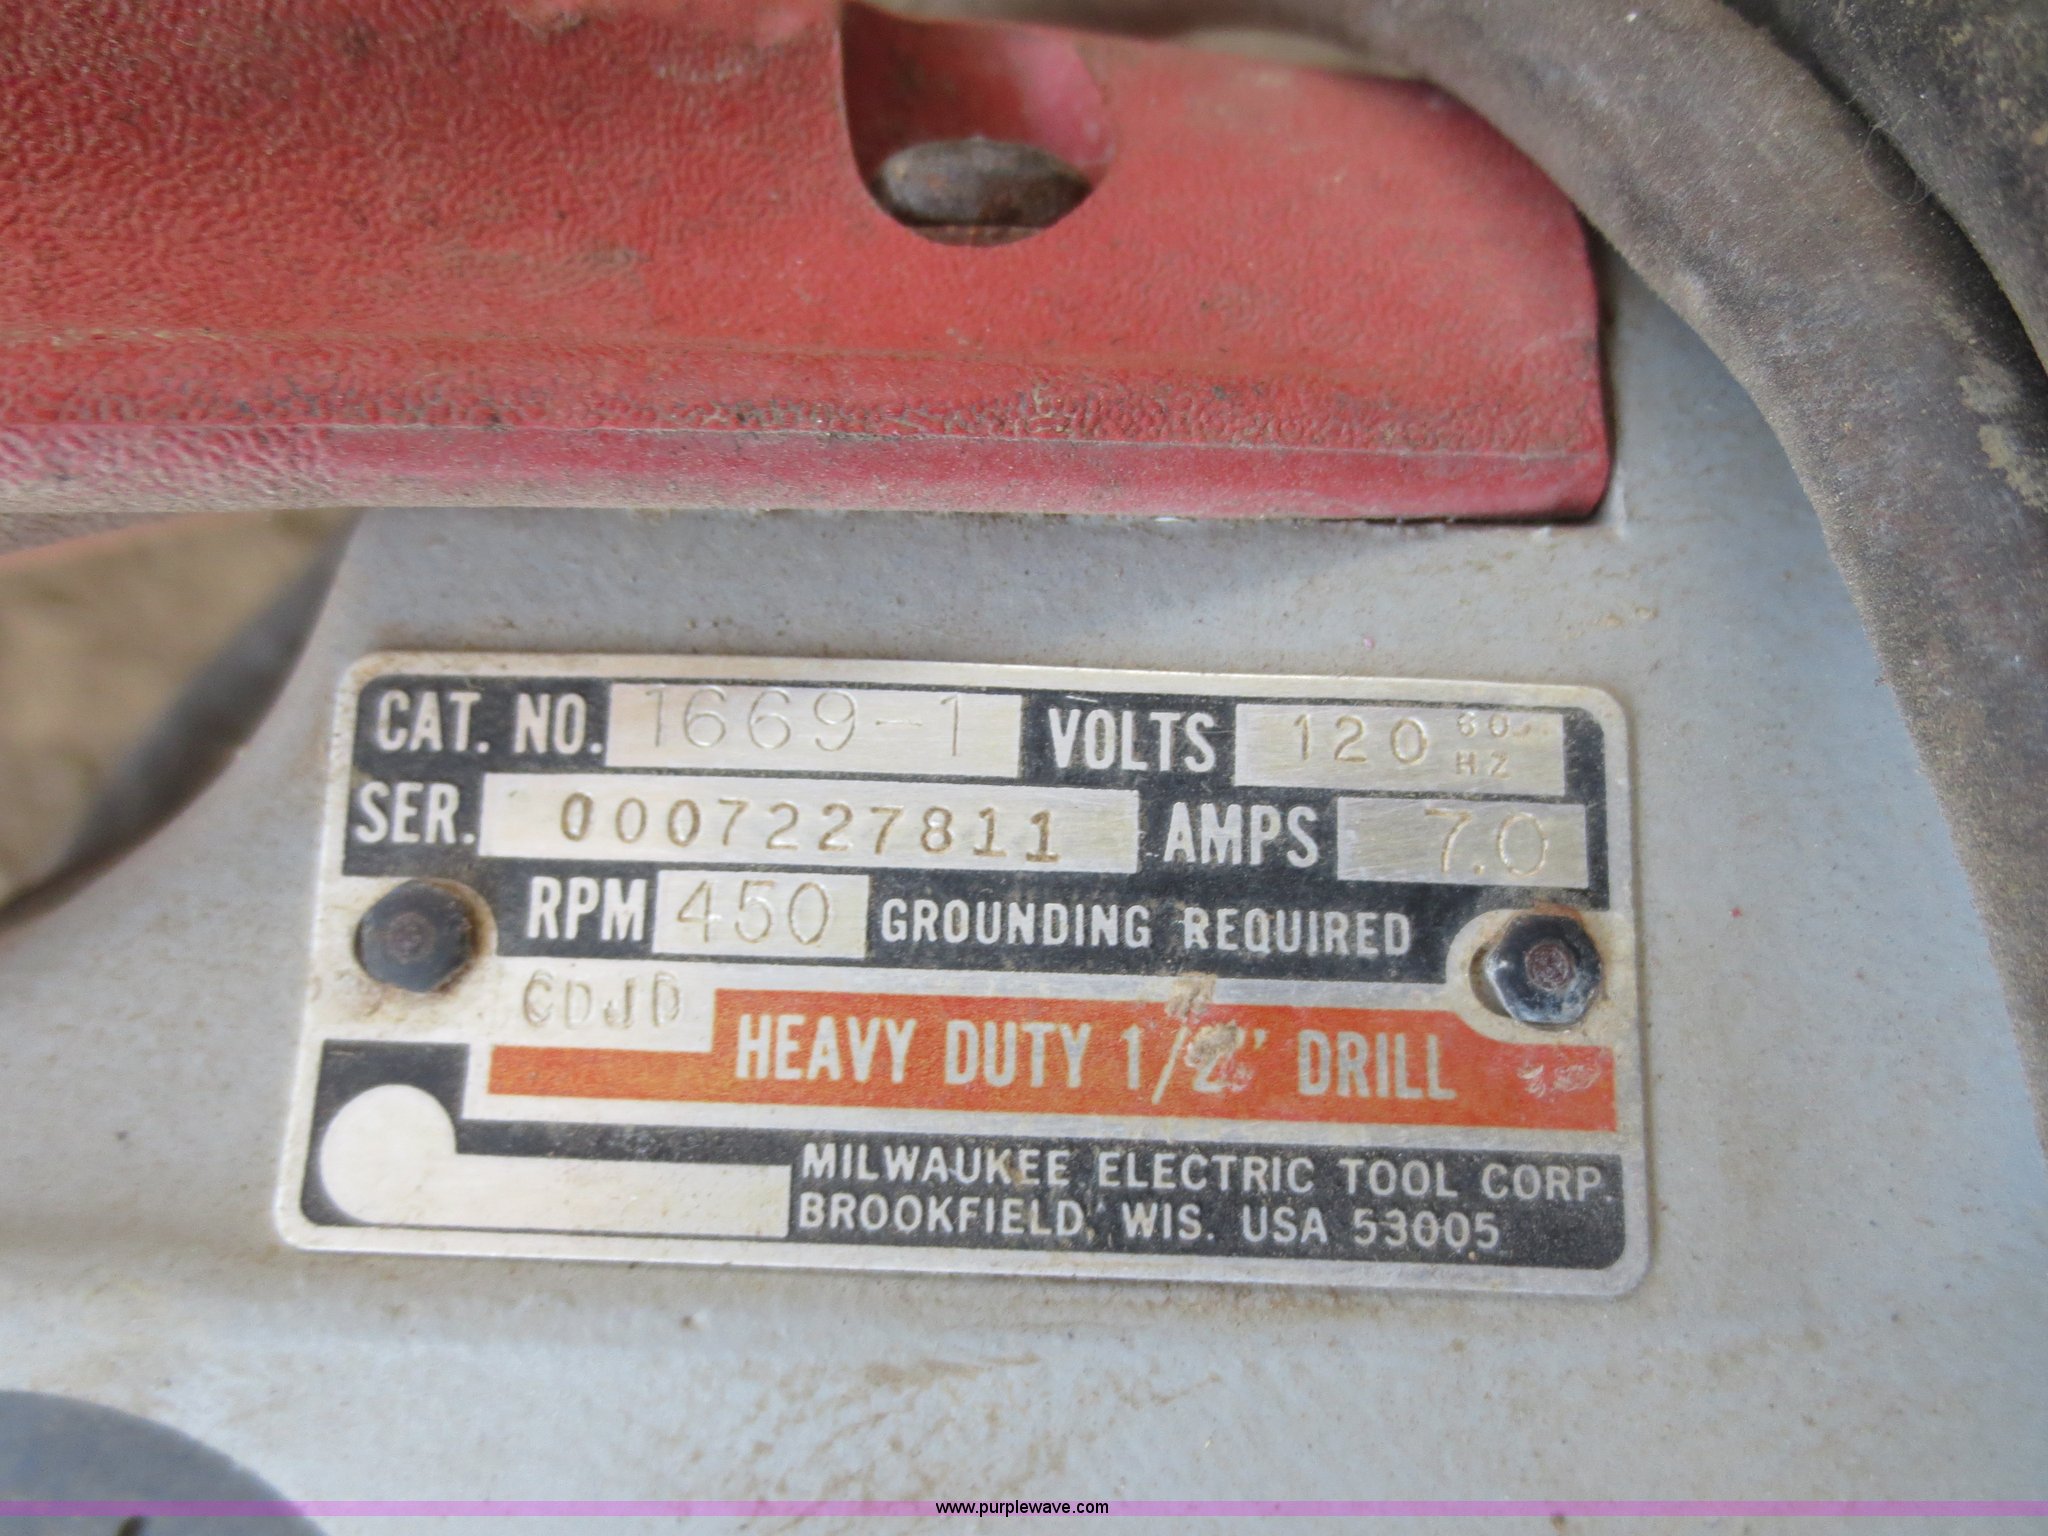 CAT. NO. 1669-1 VOLTS 120 60 HZ
SER. 0007227811 AMPS 7.0
RPM 450 GROUNDING REQUIRED
CDJD
HEAVY DUTY 1/2" DRILL
MILWAUKEE ELECTRIC TOOL CORP.
BROOKFIELD, WIS. USA 53005
www.purplewave.com